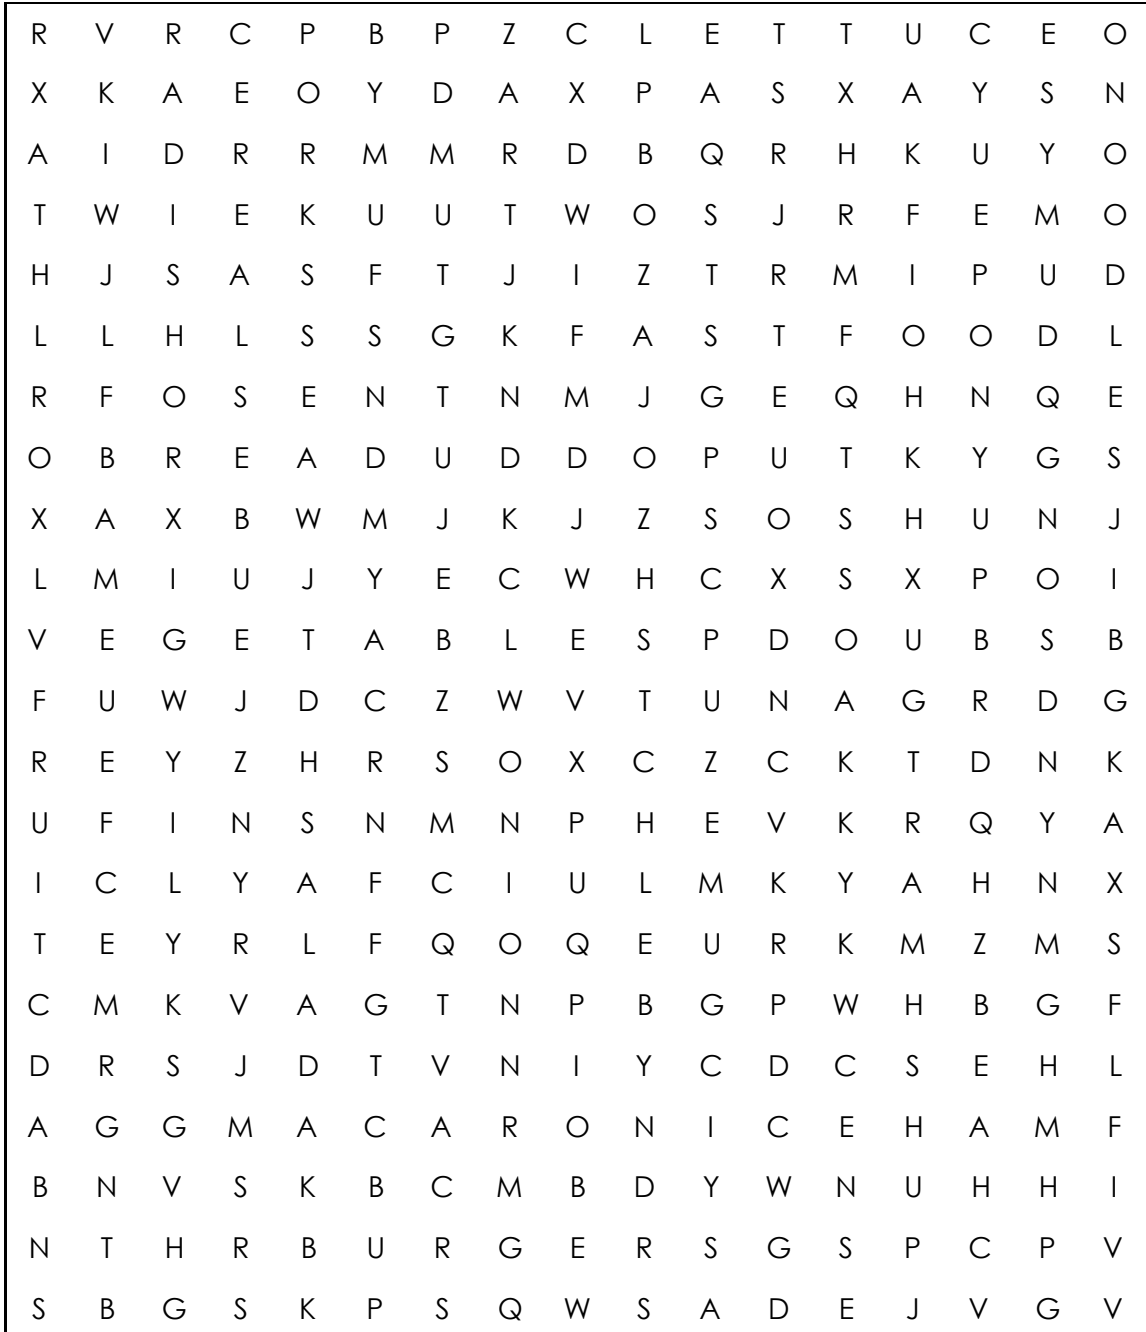 R V R C P B P Z C L E T T U C E O
X K A E O Y D A X P A S X A Y S N
A I D R R M M R D B Q R H K U Y O
T W I E K U U T W O S J R F E M O
H J S A S F T J I Z T R M I P U D
L L H L S S G K F A S T F O O D L
R F O S E N T N M J G E Q H N Q E
O B R E A D U D D O P U T K Y G S
X A X B W M J K J Z S O S H U N J
L M I U J Y E C W H C X S X P O I
V E G E T A B L E S P D O U B S B
F U W J D C Z W V T U N A G R D G
R E Y Z H R S O X C Z C K T D N K
U F I N S N M N P H E V K R Q Y A
I C L Y A F C I U L M K Y A H N X
T E Y R L F Q O Q E U R K M Z M S
C M K V A G T N P B G P W H B G F
D R S J D T V N I Y C D C S E H L
A G G M A C A R O N I C E H A M F
B N V S K B C M B D Y W N U H H I
N T H R B U R G E R S G S P C P V
S B G S K P S Q W S A D E J V G V